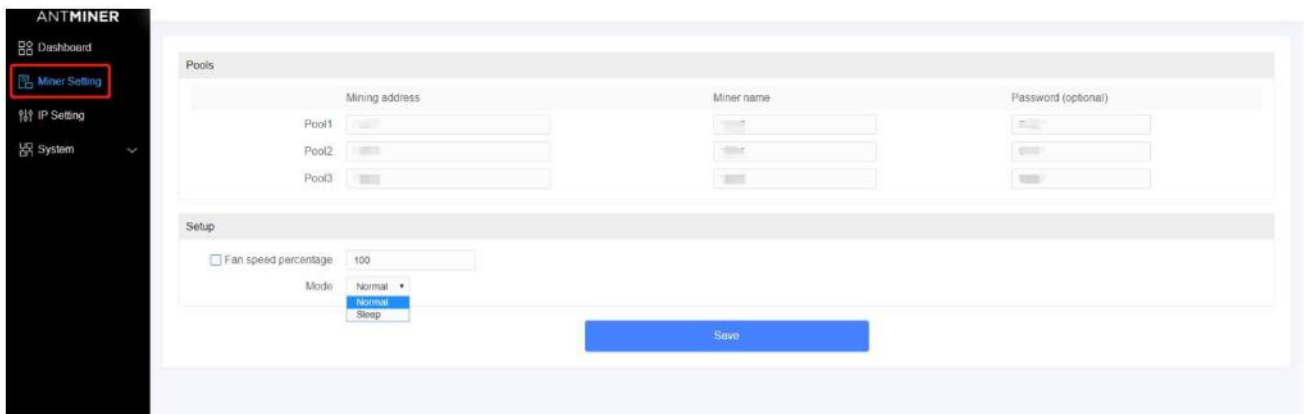 ANTMINER
Dashboard
Miner Setting
IP Setting
System
Pools
Mining address Miner name Password (optional)
Pool1
Pool2
Pool3
Setup
Fan speed percentage 100
Mode Normal
Normal
Sleep
Save